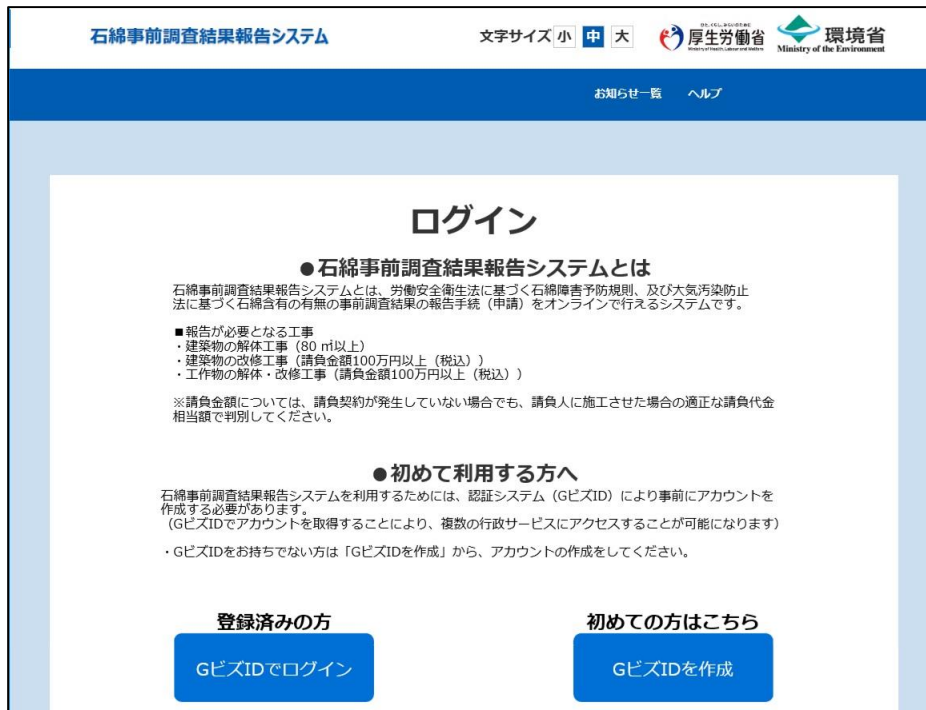 石綿事前調査結果報告システム
文字サイズ 小 中 大
ひと、くらし、みらいのために
厚生労働省
Ministry of Health, Labour and Welfare
環境省
Ministry of the Environment
お知らせ一覧 ヘルプ
ログイン
●石綿事前調査結果報告システムとは
石綿事前調査結果報告システムとは、労働安全衛生法に基づく石綿障害予防規則、及び大気汚染防止
法に基づく石綿含有の有無の事前調査結果の報告手続（申請）をオンラインで行えるシステムです。
■報告が必要となる工事
・建築物の解体工事（80 ㎡以上）
・建築物の改修工事（請負金額100万円以上（税込））
・工作物の解体・改修工事（請負金額100万円以上（税込））
※請負金額については、請負契約が発生していない場合でも、請負人に施工させた場合の適正な請負代金
相当額で判別してください。
●初めて利用する方へ
石綿事前調査結果報告システムを利用するためには、認証システム（GビズID）により事前にアカウントを
作成する必要があります。
（GビズIDでアカウントを取得することにより、複数の行政サービスにアクセスすることが可能になります）
・GビズIDをお持ちでない方は「GビズIDを作成」から、アカウントの作成をしてください。
登録済みの方
初めての方はこちら
GビズIDでログイン
GビズIDを作成